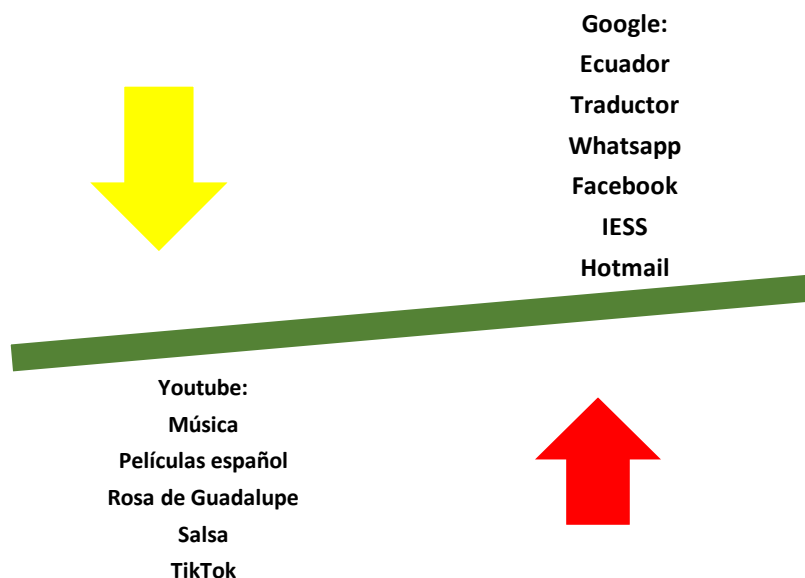 Google:
Ecuador
Traductor
Whatsapp
Facebook
IESS
Hotmail
Youtube:
Música
Películas español
Rosa de Guadalupe
Salsa
TikTok